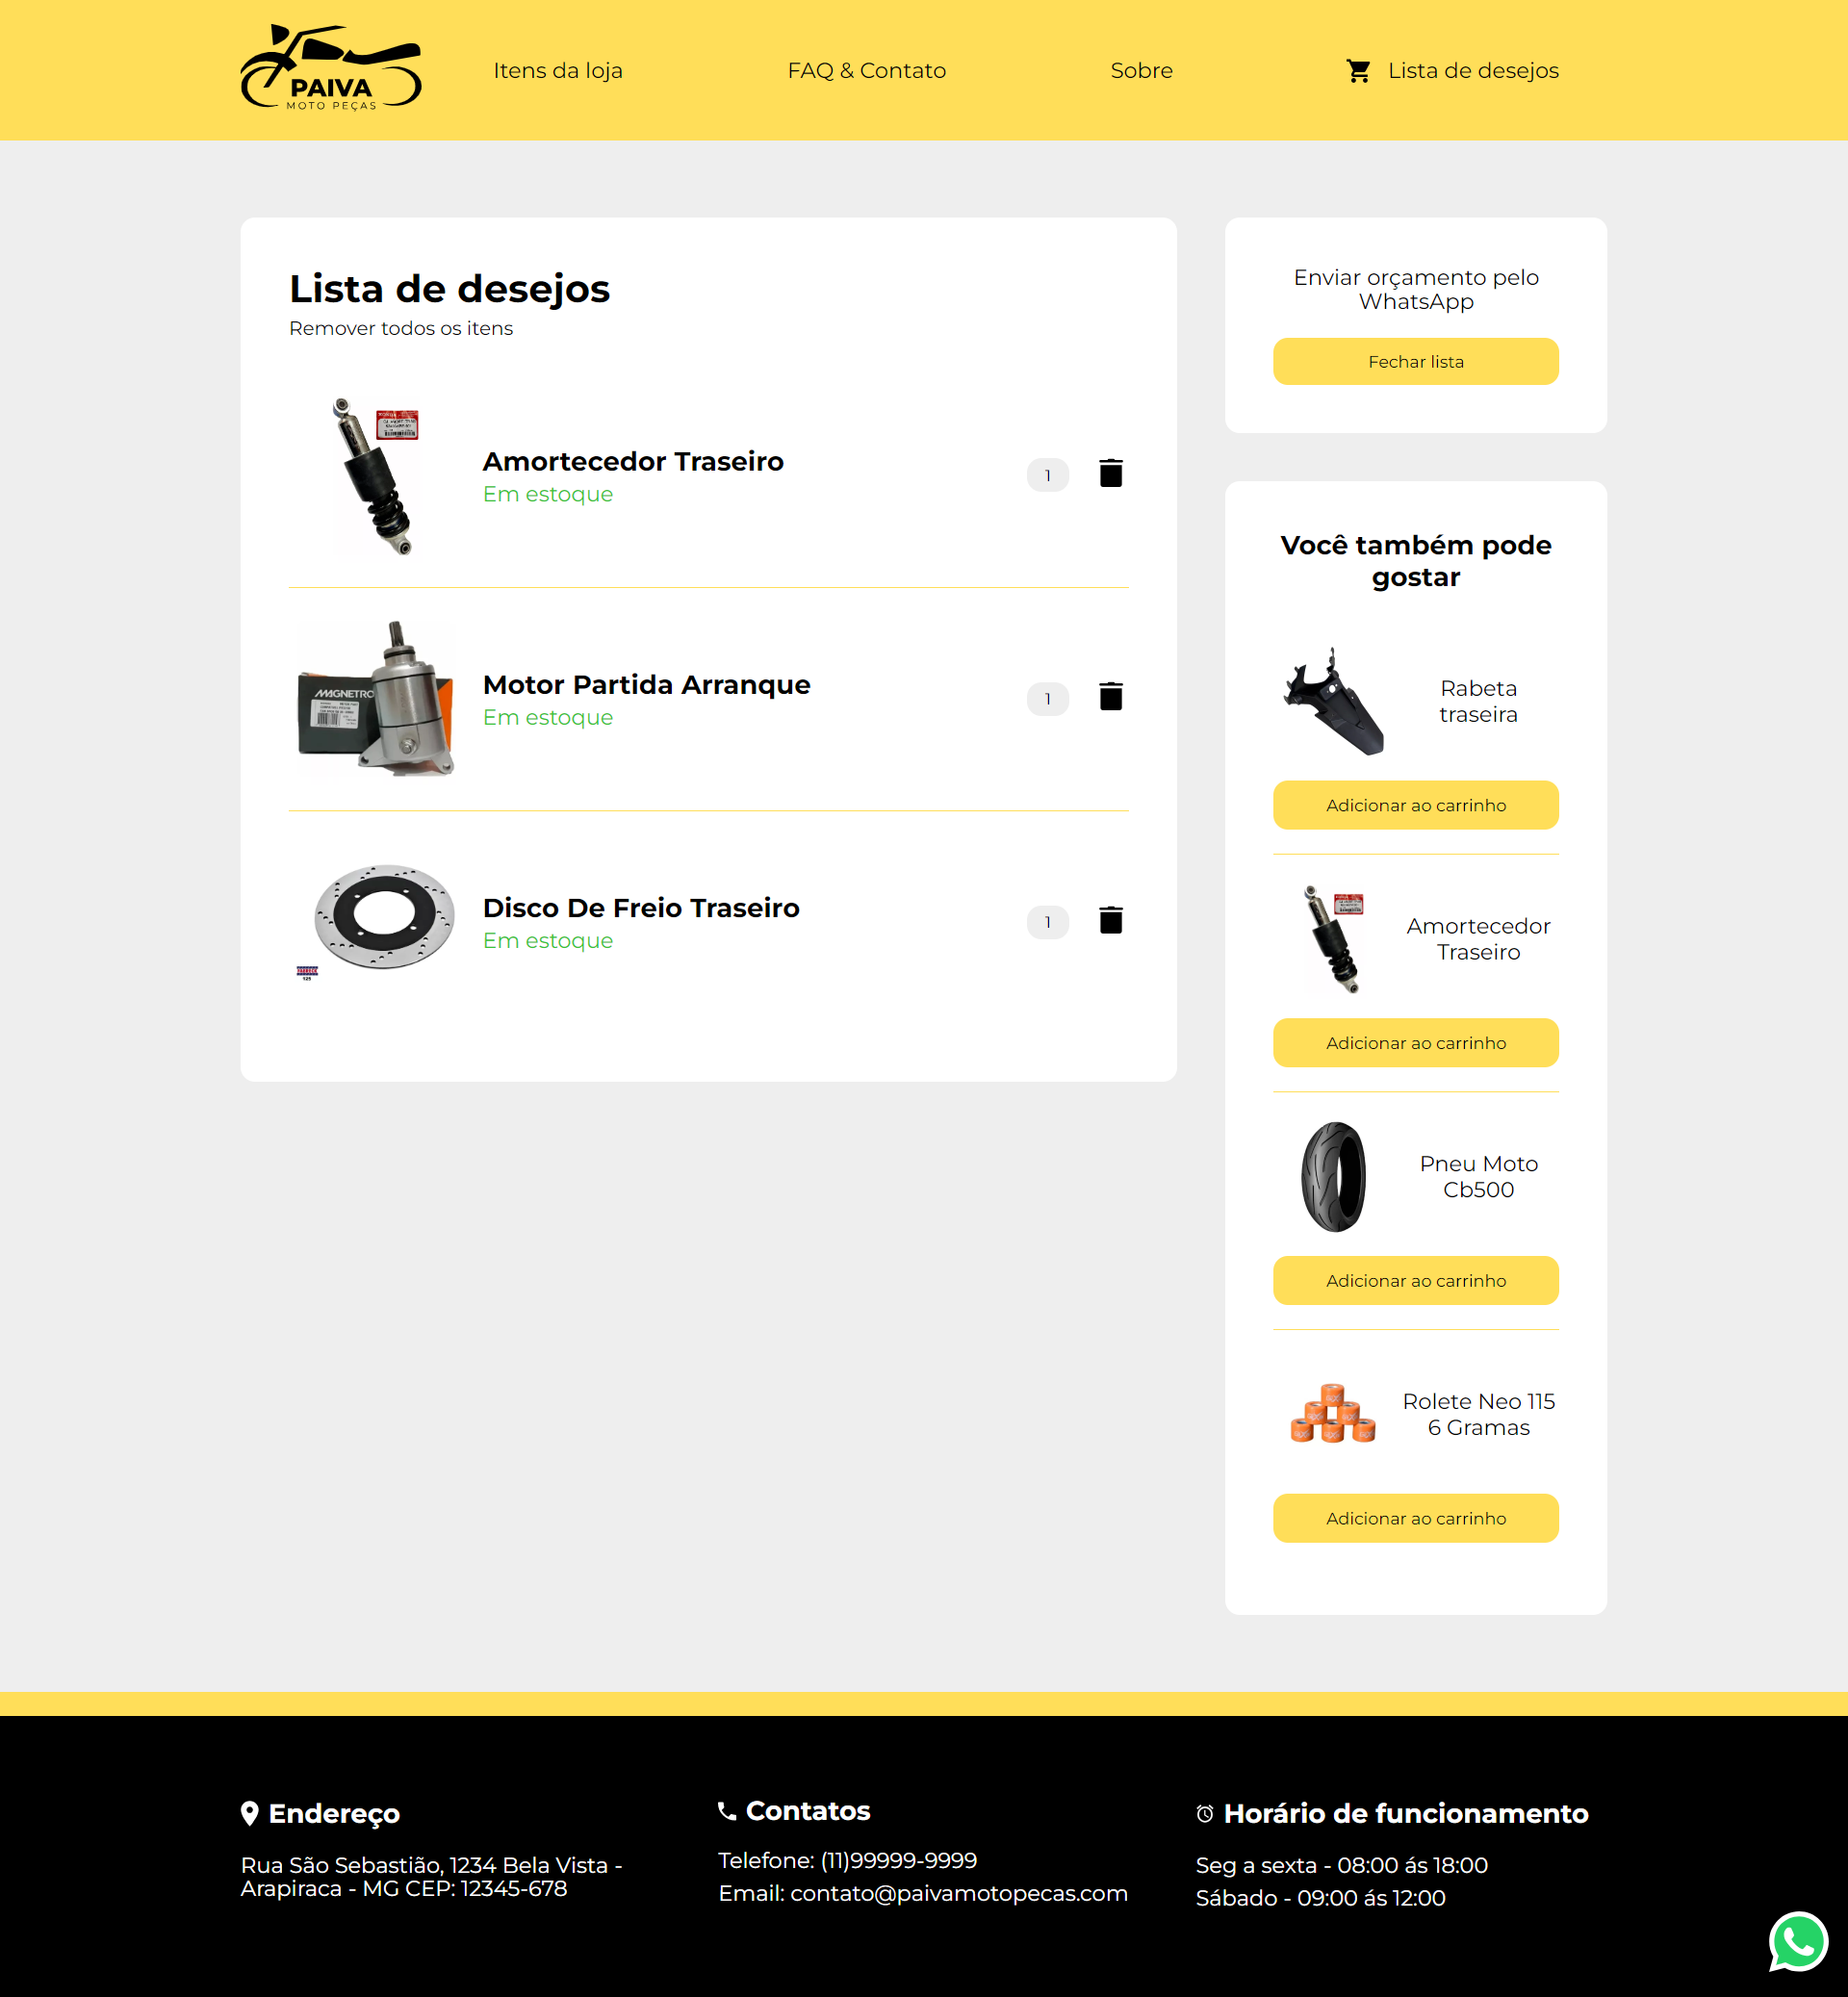 PAIVA
MOTO PEÇAS
Itens da loja
FAQ & Contato
Sobre
Lista de desejos
Lista de desejos
Remover todos os itens
Amortecedor Traseiro
Em estoque
1
MAGNETRO
Motor Partida Arranque
Em estoque
1
Disco De Freio Traseiro
Em estoque
1
125
Enviar orçamento pelo
WhatsApp
Fechar lista
Você também pode
gostar
Rabeta
traseira
Adicionar ao carrinho
Amortecedor
Traseiro
Adicionar ao carrinho
Pneu Moto
Cb500
Adicionar ao carrinho
Rolete Neo 115
6 Gramas
Adicionar ao carrinho
Endereço
Rua São Sebastião, 1234 Bela Vista -
Arapiraca - MG CEP: 12345-678
Contatos
Telefone: (11)99999-9999
Email: contato@paivamotopecas.com
Horário de funcionamento
Seg a sexta - 08:00 ás 18:00
Sábado - 09:00 ás 12:00